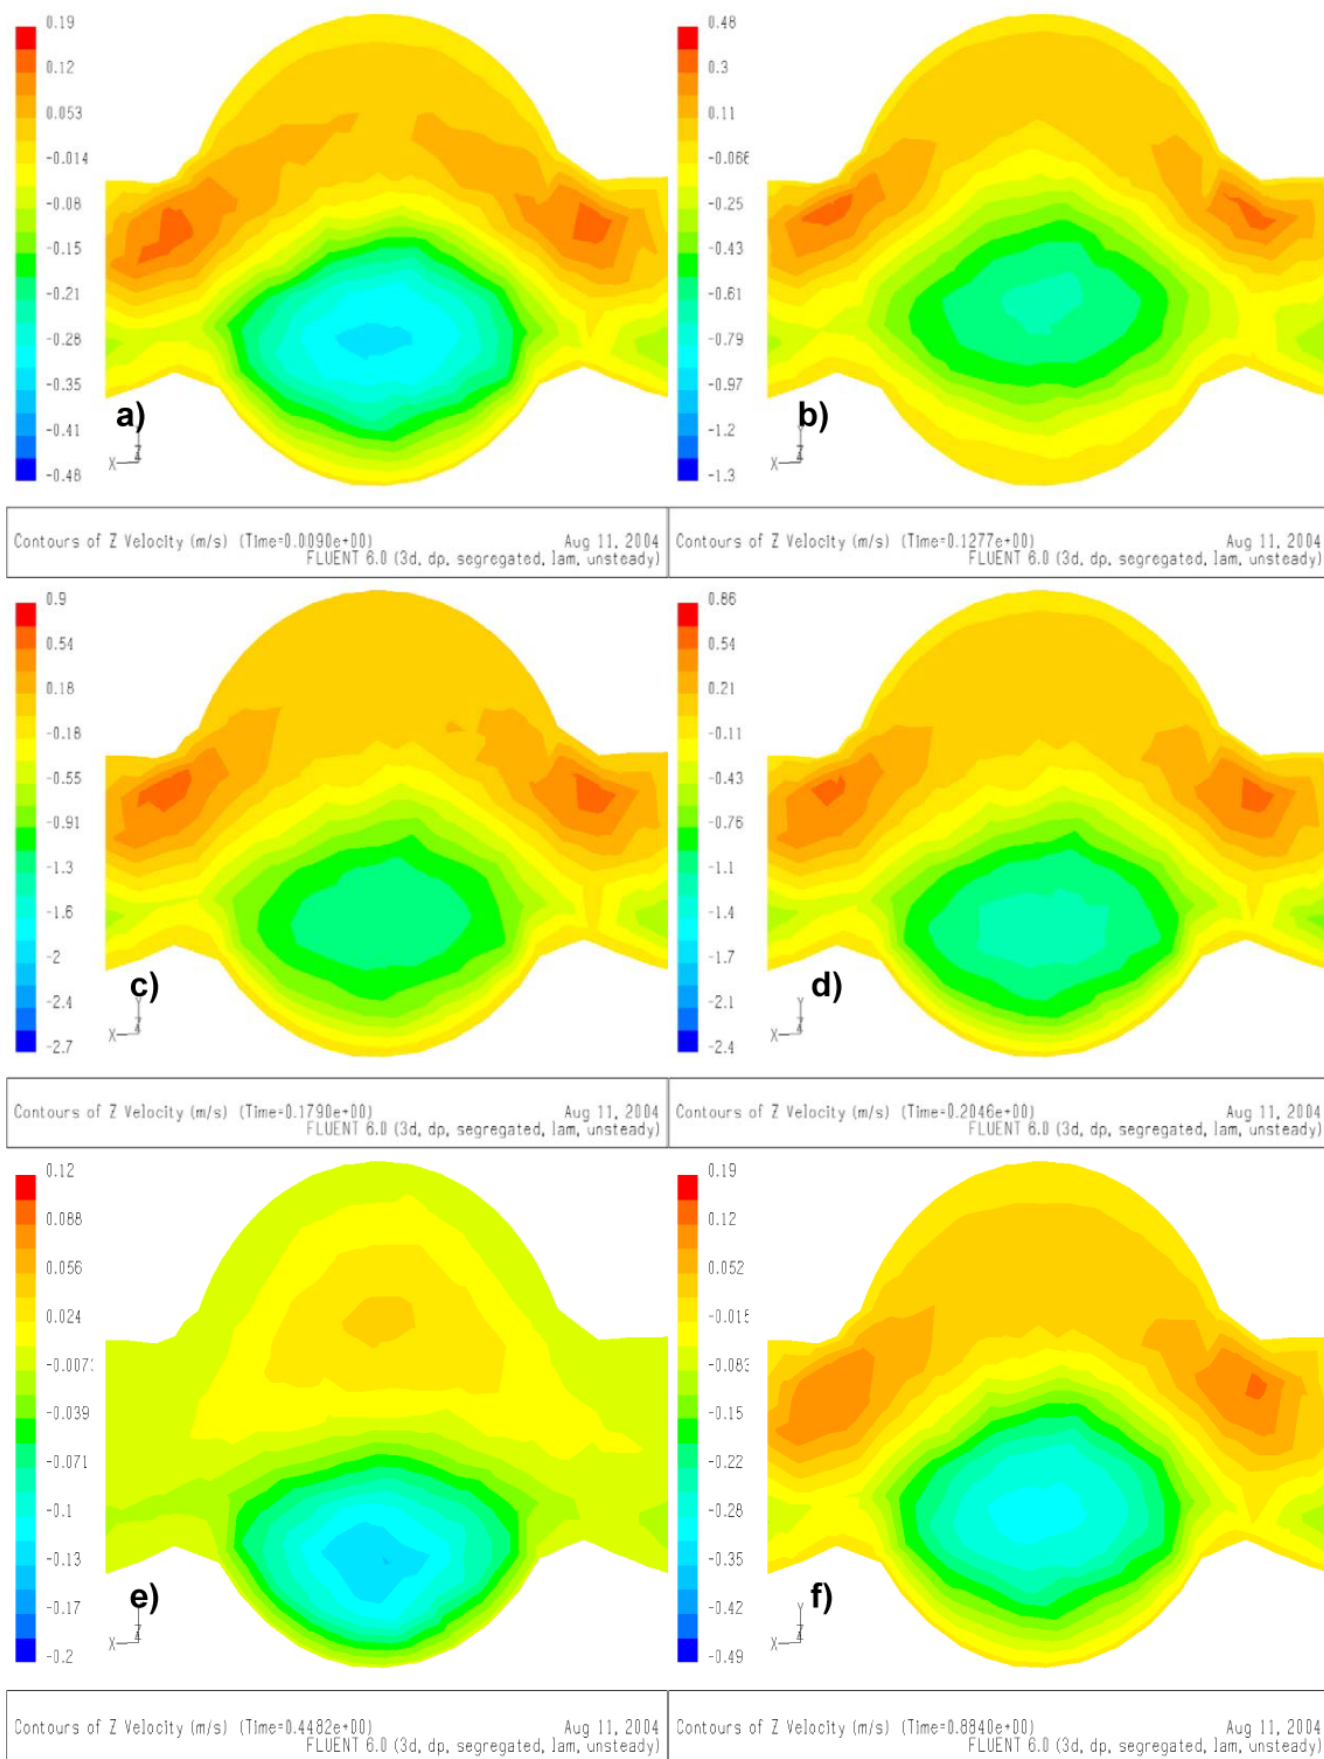 0.19
0.12
0.053
-0.014
-0.08
-0.15
-0.21
-0.28
-0.35
-0.41
-0.48
a)
Y
Z
X
Contours of Z Velocity (m/s) (Time=0.0090e+00) Aug 11, 2004
FLUENT 6.0 (3d, dp, segregated, lam, unsteady)
0.48
0.3
0.11
-0.066
-0.25
-0.43
-0.61
-0.79
-0.97
-1.2
-1.3
b)
Y
Z
X
Contours of Z Velocity (m/s) (Time=0.1277e+00) Aug 11, 2004
FLUENT 6.0 (3d, dp, segregated, lam, unsteady)
0.9
0.54
0.18
-0.18
-0.55
-0.91
-1.3
-1.6
-2
-2.4
-2.7
c)
Y
Z
X
Contours of Z Velocity (m/s) (Time=0.1790e+00) Aug 11, 2004
FLUENT 6.0 (3d, dp, segregated, lam, unsteady)
0.86
0.54
0.21
-0.11
-0.43
-0.76
-1.1
-1.4
-1.7
-2.1
-2.4
d)
Y
Z
X
Contours of Z Velocity (m/s) (Time=0.2046e+00) Aug 11, 2004
FLUENT 6.0 (3d, dp, segregated, lam, unsteady)
0.12
0.088
0.056
0.024
-0.007
-0.039
-0.071
-0.1
-0.13
-0.17
-0.2
e)
Y
Z
X
Contours of Z Velocity (m/s) (Time=0.4482e+00) Aug 11, 2004
FLUENT 6.0 (3d, dp, segregated, lam, unsteady)
0.19
0.12
0.052
-0.015
-0.083
-0.15
-0.22
-0.28
-0.35
-0.42
-0.49
f)
Y
Z
X
Contours of Z Velocity (m/s) (Time=0.8840e+00) Aug 11, 2004
FLUENT 6.0 (3d, dp, segregated, lam, unsteady)